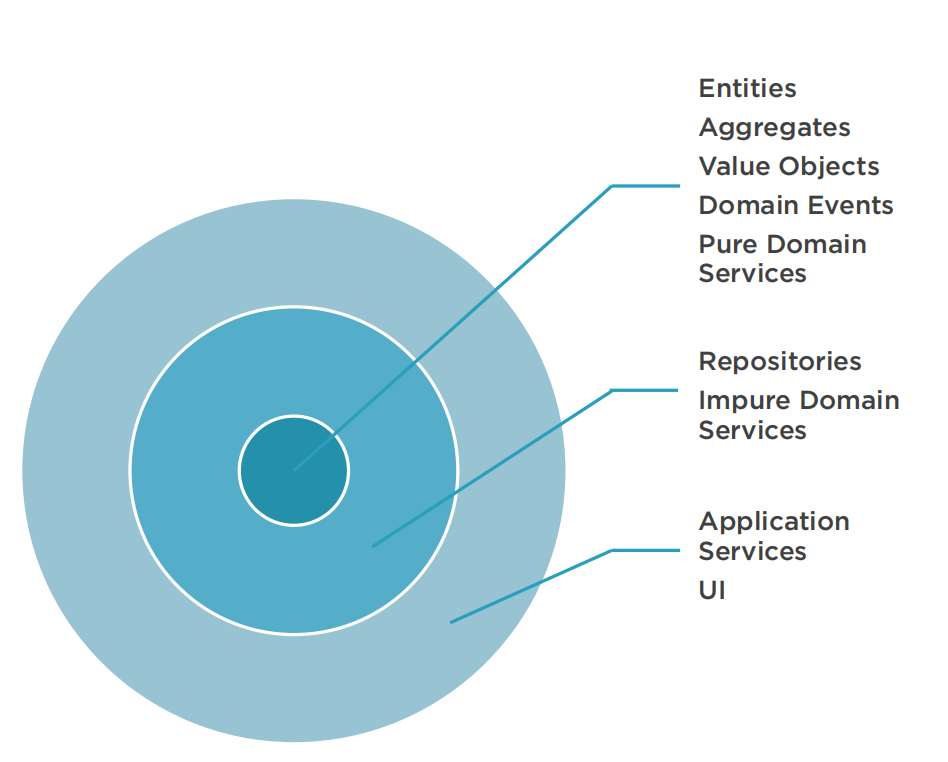 Entities
Aggregates
Value Objects
Domain Events
Pure Domain
Services
Repositories
Impure Domain
Services
Application
Services
UI